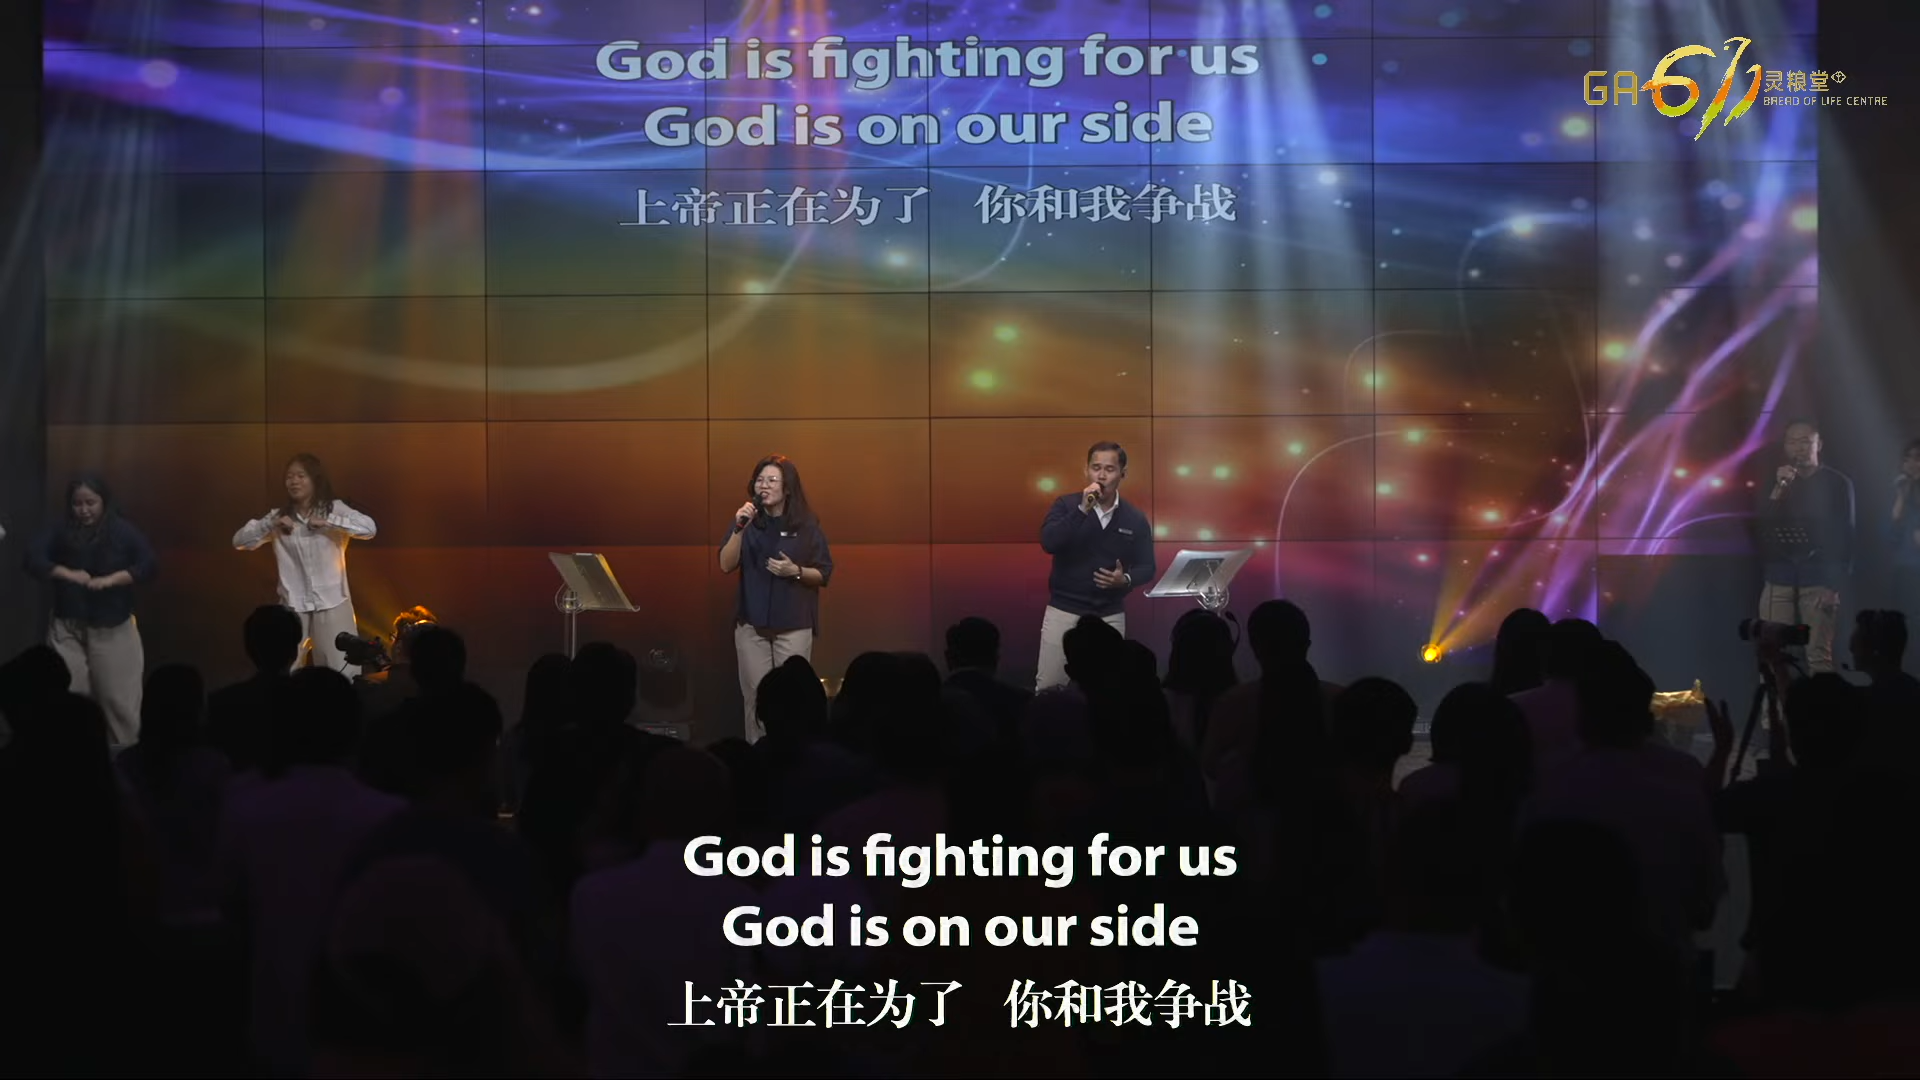 God is fighting for us
God is on our side
上帝正在为了 你和我争战
GA 611 灵粮堂
BREAD OF LIFE CENTRE
God is fighting for us
God is on our side
上帝正在为了 你和我争战